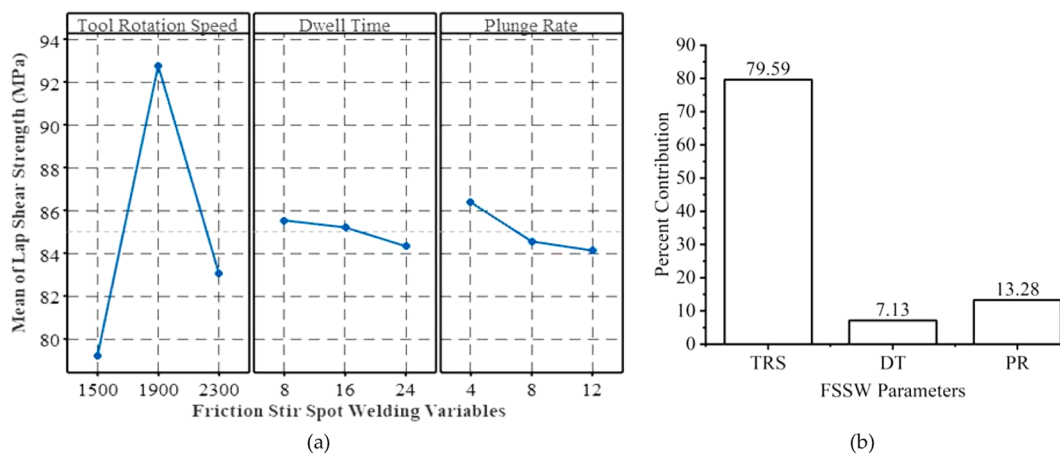 Tool Rotation Speed Dwell Time Plunge Rate
Mean of Lap Shear Strength (MPa)
94
92
90
88
86
84
82
80
1500 1900 2300 8 16 24 4 8 12
Friction Stir Spot Welding Variables
(a)
Percent Contribution
90
80
70
60
50
40
30
20
10
0
79.59
7.13
13.28
TRS DT PR
FSSW Parameters
(b)